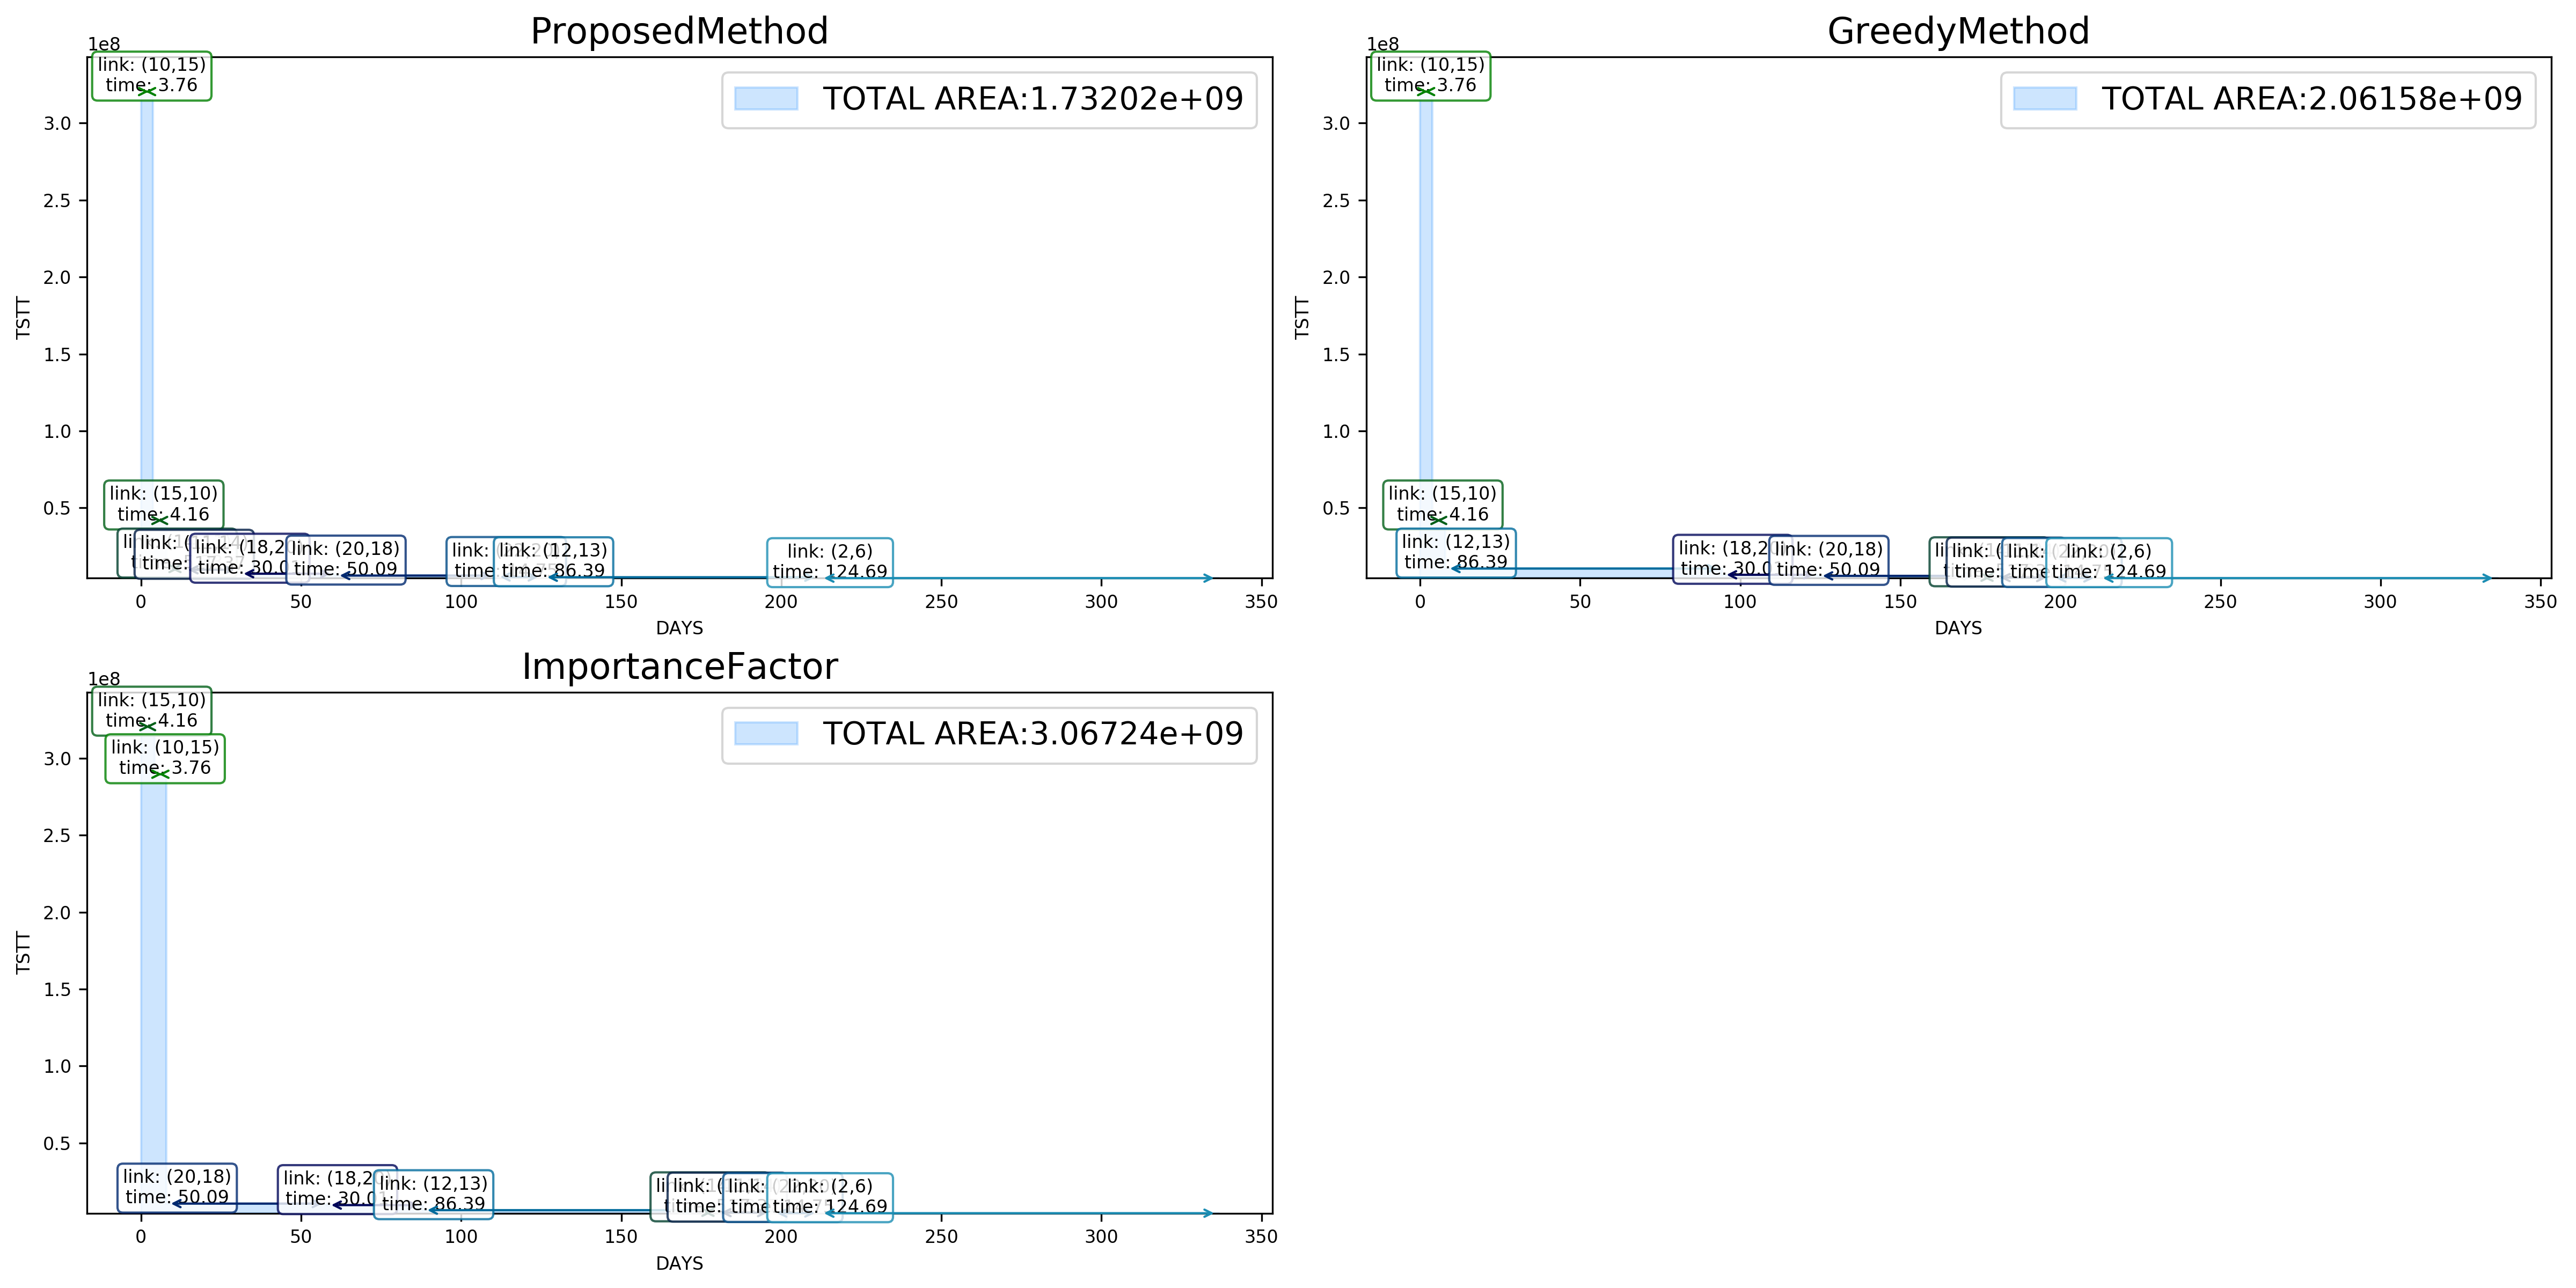 ProposedMethod
1e8
link: (10,15)
time: 3.76
TOTAL AREA:1.73202e+09
3.0
2.5
2.0
1.5
1.0
0.5
TSTT
link: (15,10)
time: 4.16
link: (18,2
time: 30.0
link: (20,18)
time: 50.09
link:
time:
link: (12,13)
time: 86.39
link: (2,6)
time: 124.69
0 50 100 150 200 250 300 350
DAYS
GreedyMethod
1e8
link: (10,15)
time: 3.76
TOTAL AREA:2.06158e+09
3.0
2.5
2.0
1.5
1.0
0.5
TSTT
link: (15,10)
time: 4.16
link: (12,13)
time: 86.39
link: (18,2
time: 30.0
link: (20,18)
time: 50.09
link:
time:
link: (2,6)
time: 124.69
0 50 100 150 200 250 300 350
DAYS
ImportanceFactor
1e8
link: (15,10)
time: 4.16
link: (10,15)
time: 3.76
TOTAL AREA:3.06724e+09
3.0
2.5
2.0
1.5
1.0
0.5
TSTT
link: (20,18)
time: 50.09
link: (18,2
time: 30.01
link: (12,13)
time: 86.39
link:
time
link: (2,6)
time: 124.69
0 50 100 150 200 250 300 350
DAYS